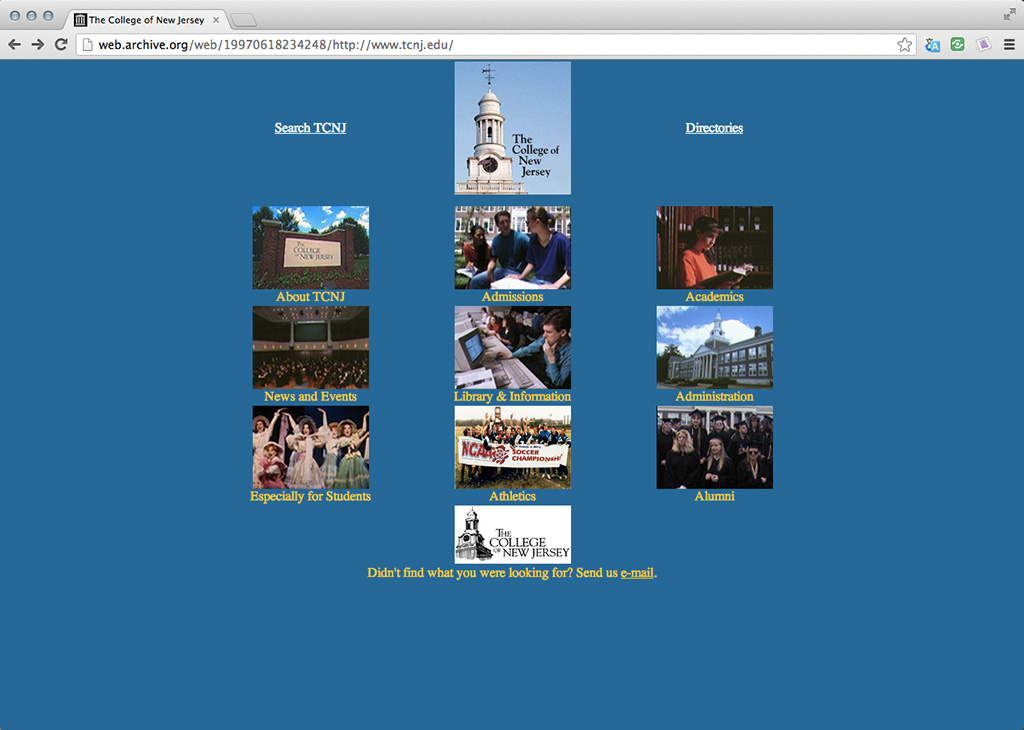 The College of New Jersey
web.archive.org/web/19970618234248/http://www.tcnj.edu/
Search TCNJ
The
College of
New
Jersey
Directories
THE
COLLEGE
OF NEW JERSEY
About TCNJ
Admissions
Academics
News and Events
Library & Information
Administration
NCAA
SOCCER
CHAMPIONSHIP
Especially for Students
Athletics
Alumni
THE
COLLEGE
OF NEW JERSEY
Didn't find what you were looking for? Send us e-mail.